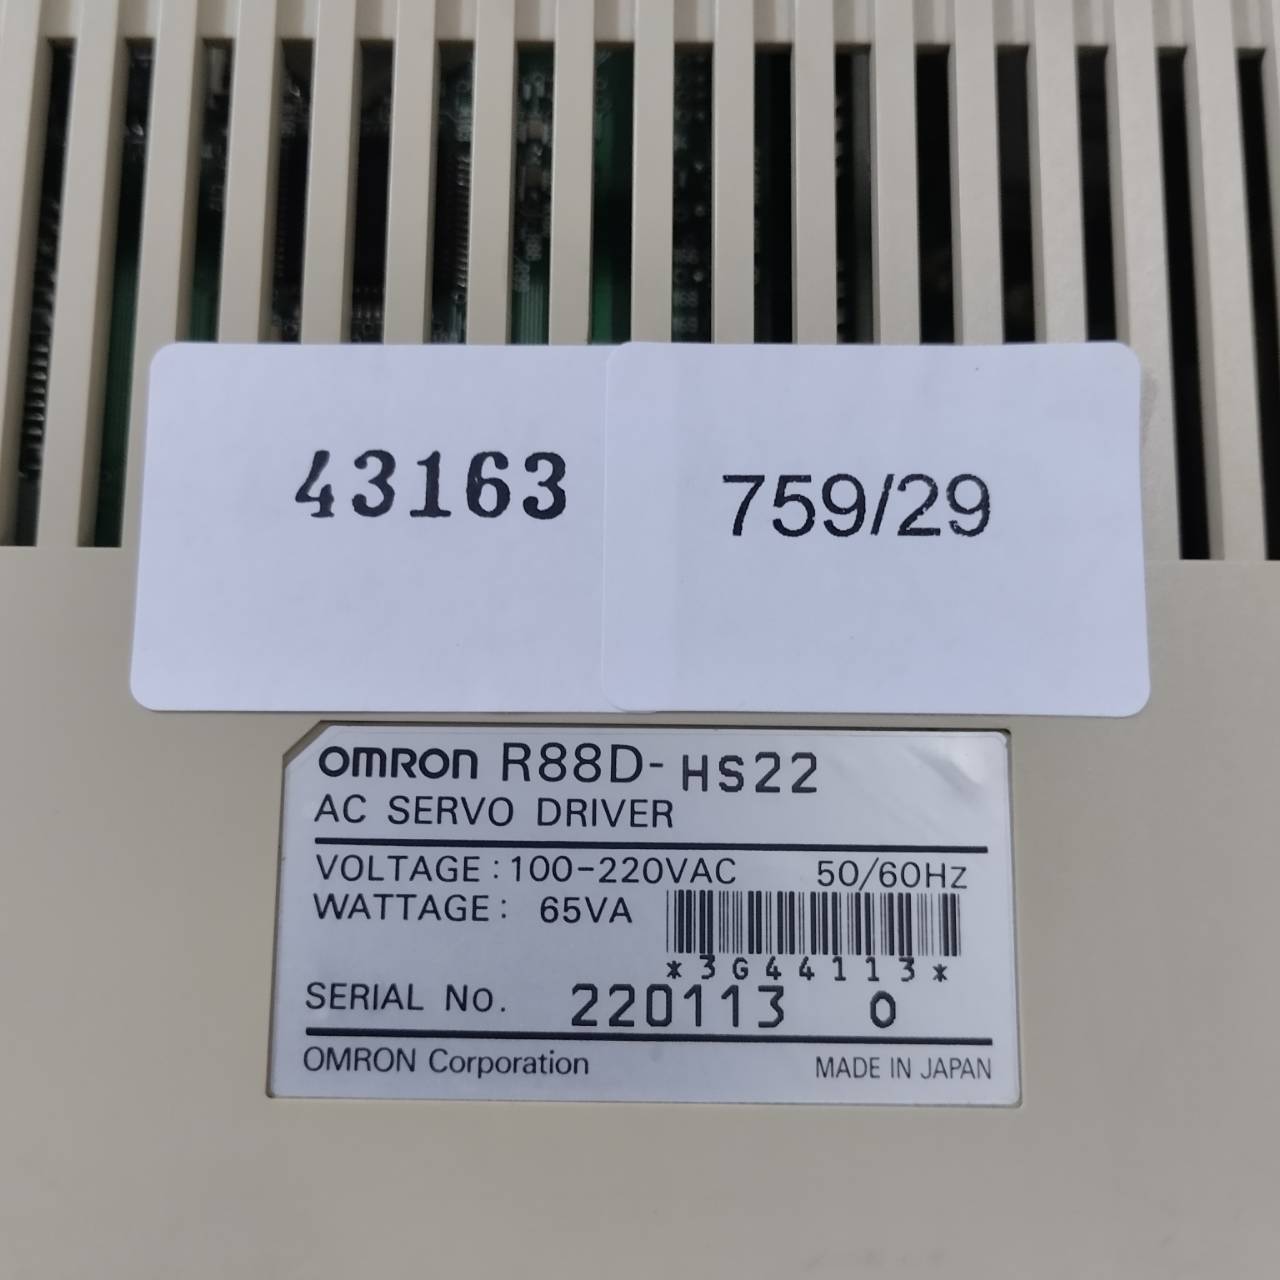 43163
759/29
omron R88D-HS22
AC SERVO DRIVER
VOLTAGE : 100-220VAC 50/60Hz
WATTAGE : 65VA
*3G44113*
SERIAL No. 220113 0
OMRON Corporation MADE IN JAPAN